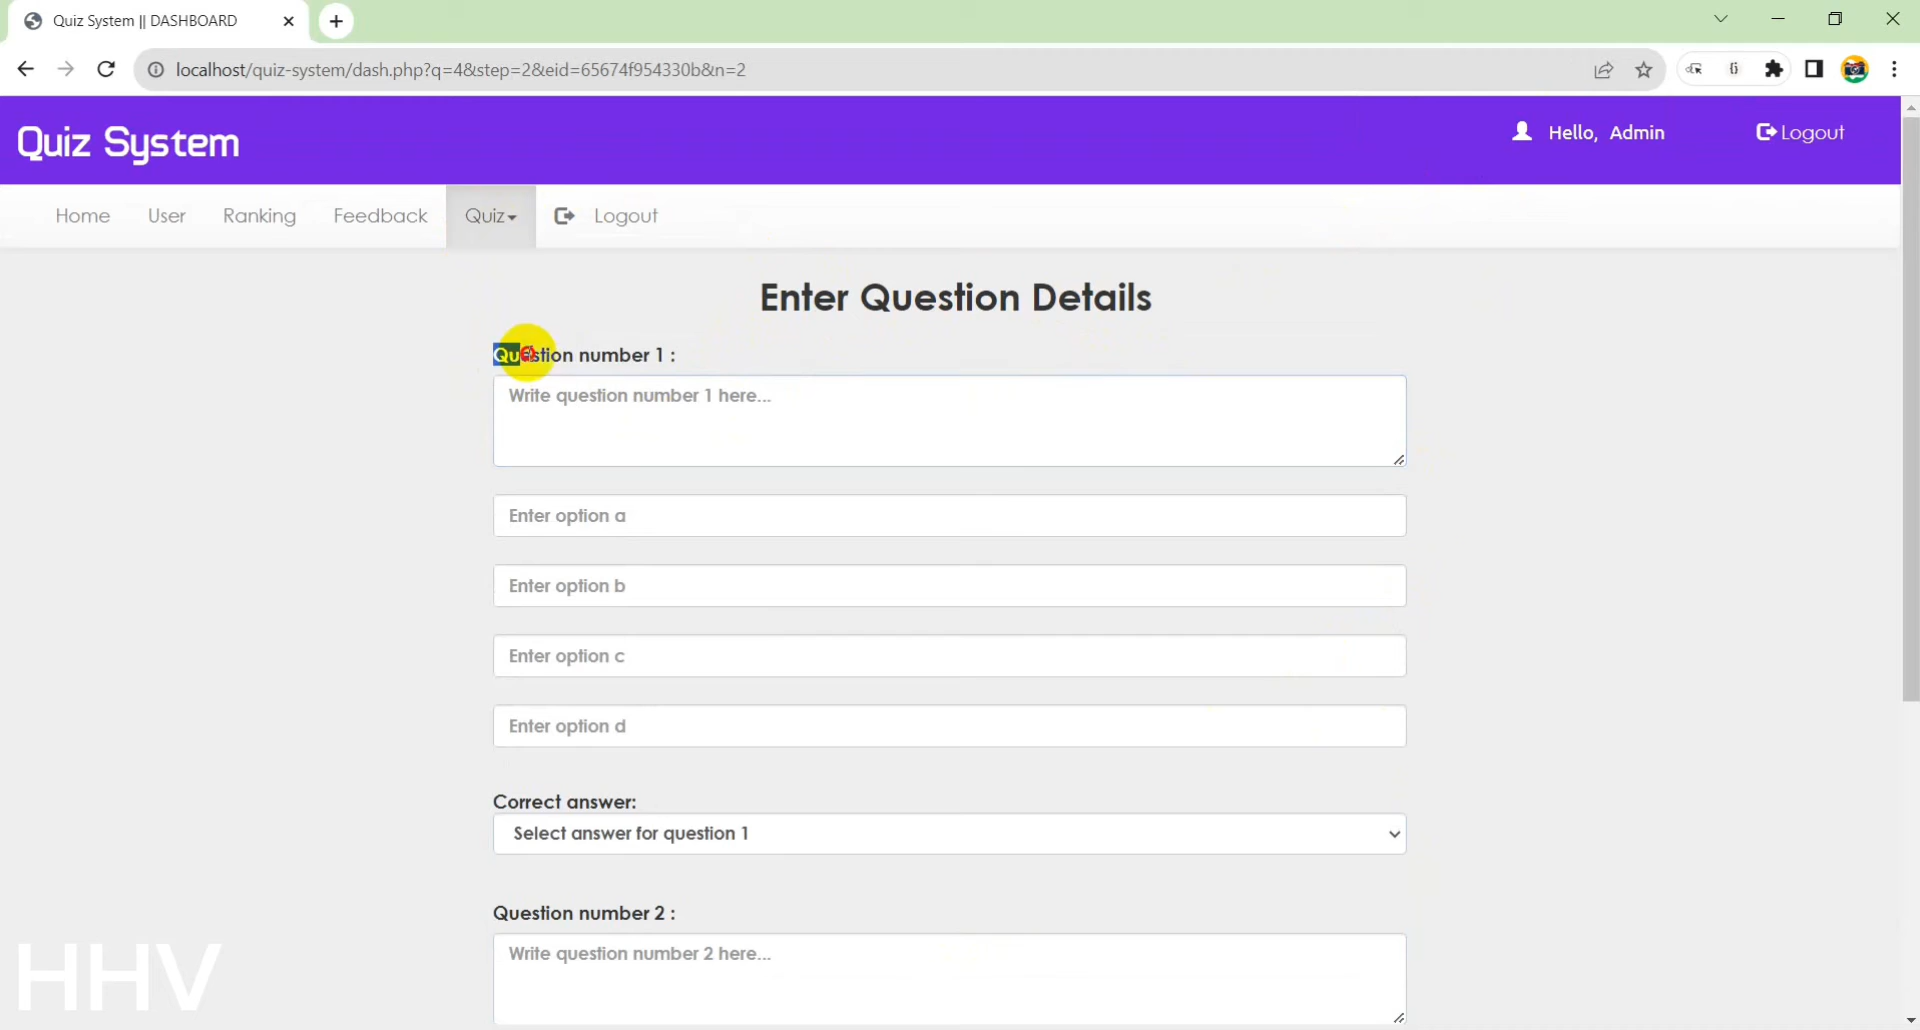 Quiz System || DASHBOARD
localhost/quiz-system/dash.php?q=4&step=2&eid=65674f954330b&n=2
Quiz System
Hello, Admin
Logout
Home User Ranking Feedback Quiz Logout
Enter Question Details
Question number 1 :
Write question number 1 here...
Enter option a
Enter option b
Enter option c
Enter option d
Correct answer:
Select answer for question 1
Question number 2 :
Write question number 2 here...
HHV